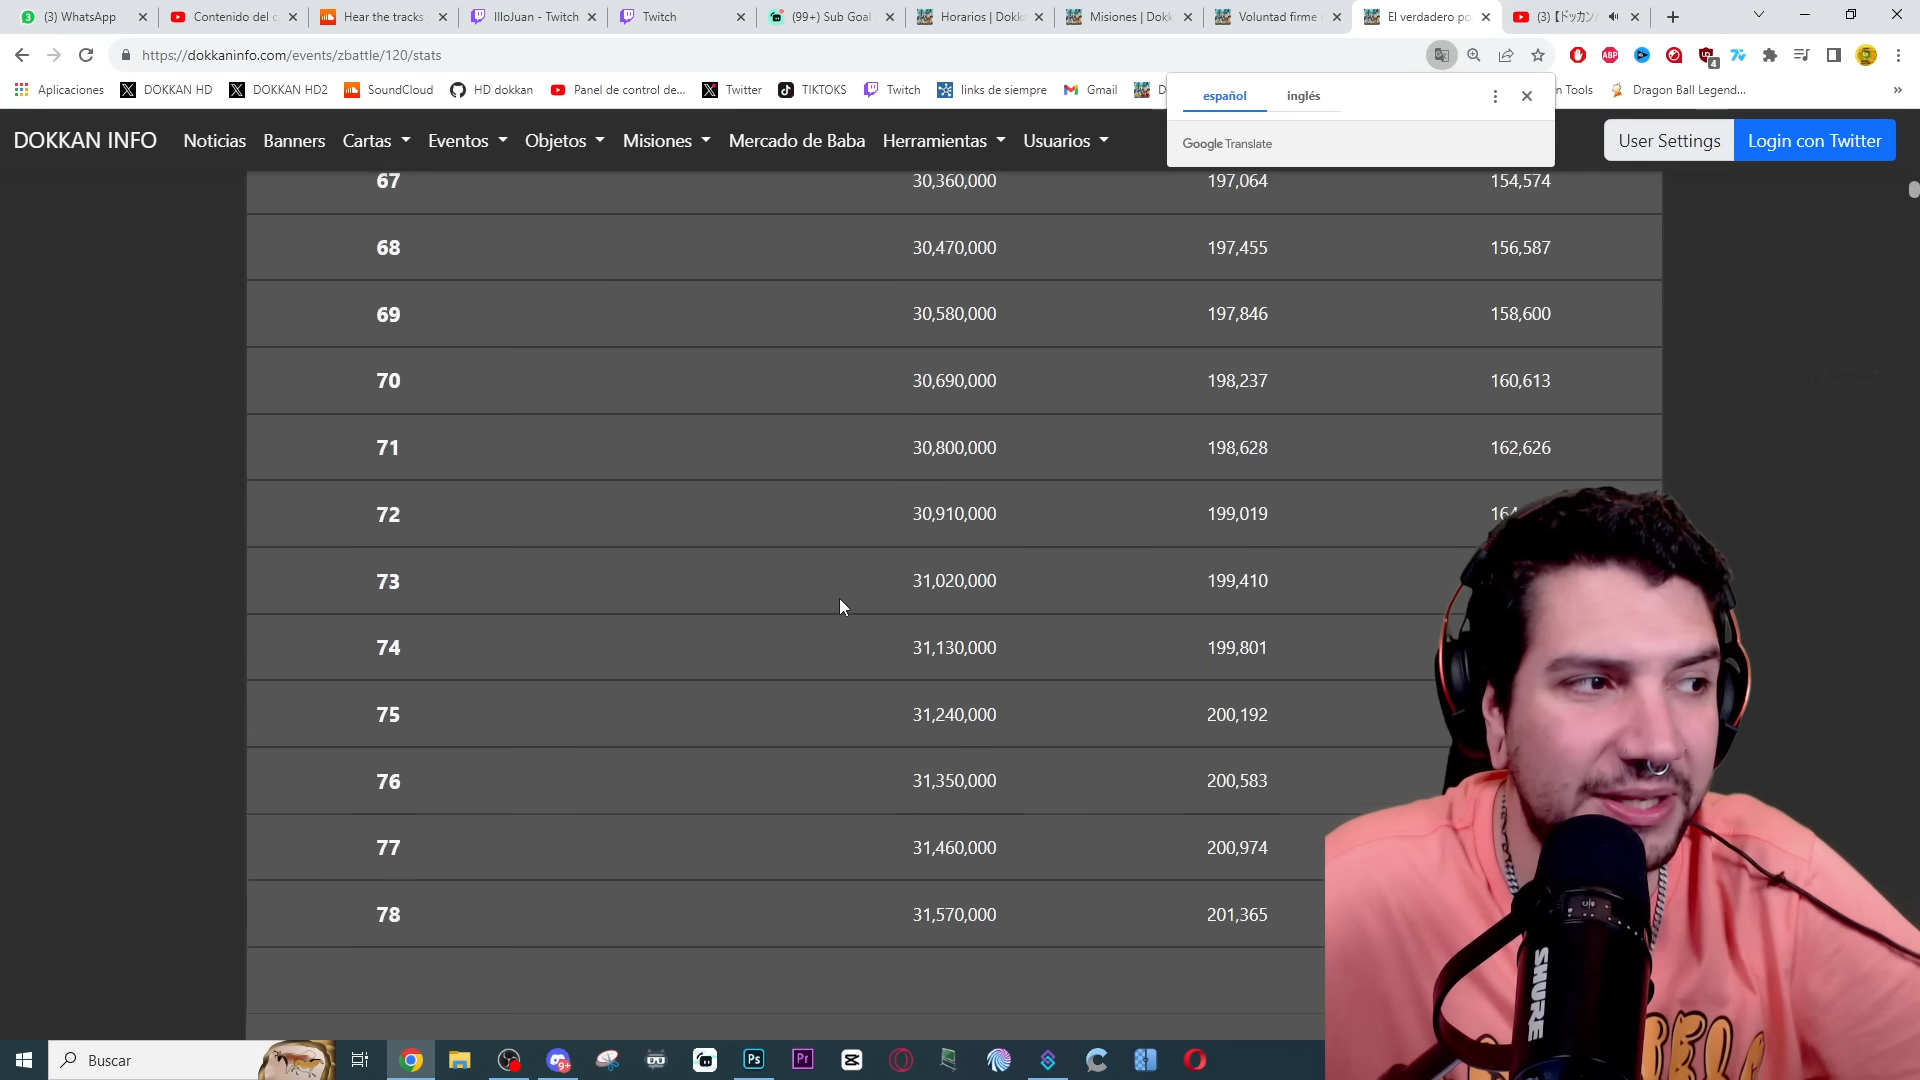 (3) WhatsApp
Contenido del c
Hear the tracks
IlloJuan - Twitch
Twitch
(99+) Sub Goal
Horarios | Dokk
Misiones | Dokk
Voluntad firme
El verdadero po
(3) 【ドッカン
https://dokkaninfo.com/events/zbattle/120/stats
Aplicaciones
DOKKAN HD
DOKKAN HD2
SoundCloud
HD dokkan
Panel de control de...
Twitter
TIKTOKS
Twitch
links de siempre
Gmail
D
n Tools
Dragon Ball Legend...
»
español
inglés
Google Translate
DOKKAN INFO
Noticias
Banners
Cartas
Eventos
Objetos
Misiones
Mercado de Baba
Herramientas
Usuarios
User Settings
Login con Twitter
67 30,360,000 197,064 154,574
68 30,470,000 197,455 156,587
69 30,580,000 197,846 158,600
70 30,690,000 198,237 160,613
71 30,800,000 198,628 162,626
72 30,910,000 199,019 164
73 31,020,000 199,410
74 31,130,000 199,801
75 31,240,000 200,192
76 31,350,000 200,583
77 31,460,000 200,974
78 31,570,000 201,365
SHURE
Buscar
9+
Ps
Pr